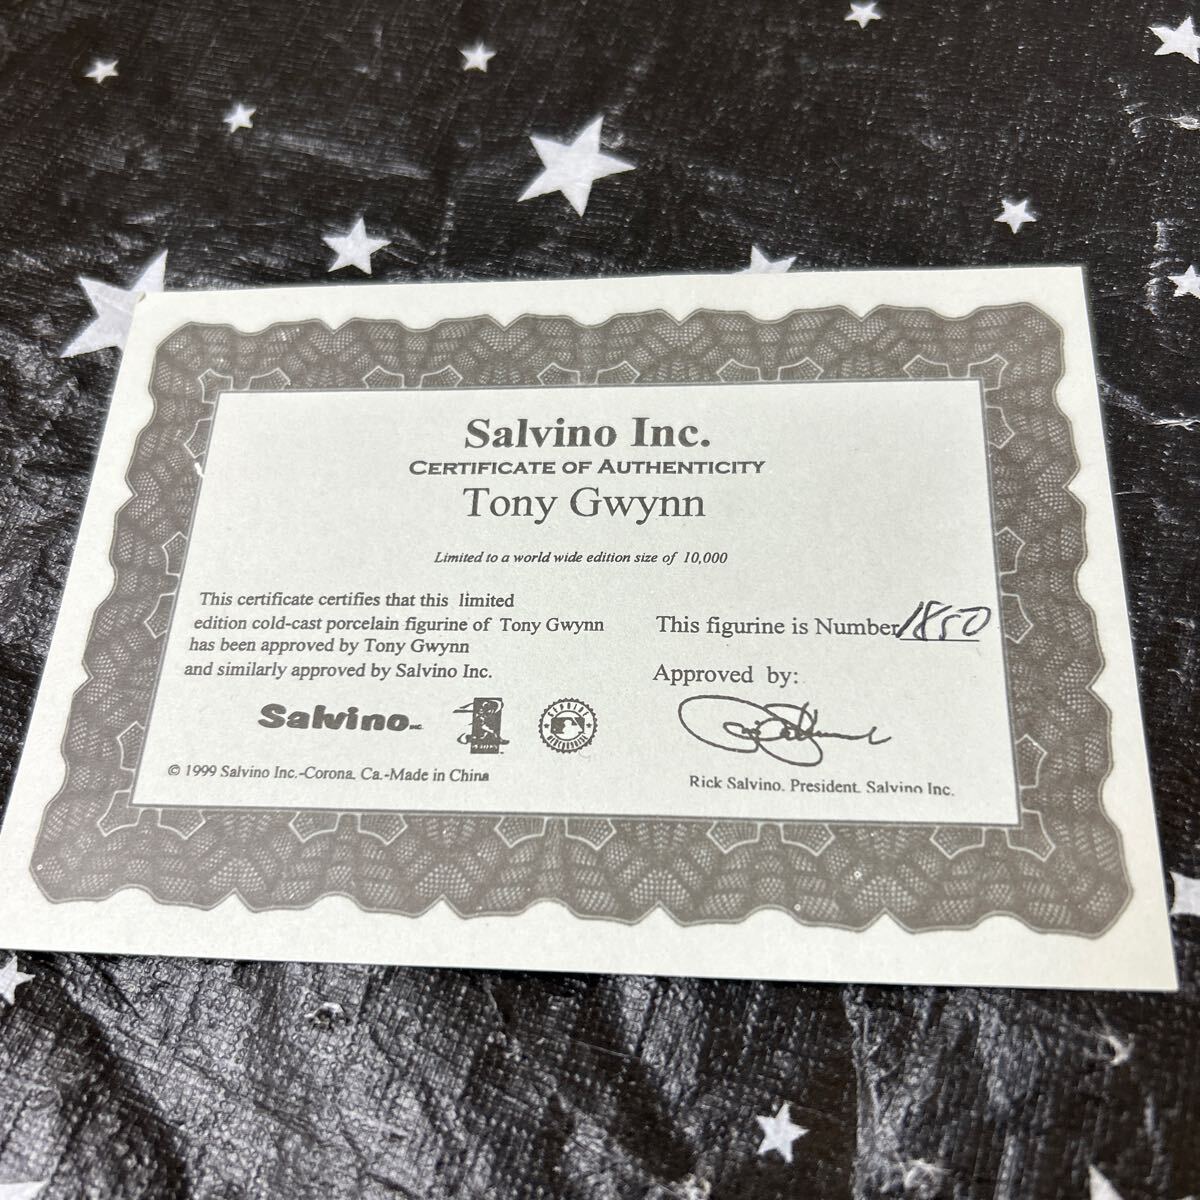 Salvino Inc.
CERTIFICATE OF AUTHENTICITY
Tony Gwynn
Limited to a world wide edition size of 10,000
This certificate certifies that this limited
edition cold-cast porcelain figurine of Tony Gwynn
has been approved by Tony Gwynn
and similarly approved by Salvino Inc.
This figurine is Number 1850
Approved by:
Salvino
© 1999 Salvino Inc.-Corona, Ca.-Made in China
Rick Salvino. President. Salvino Inc.